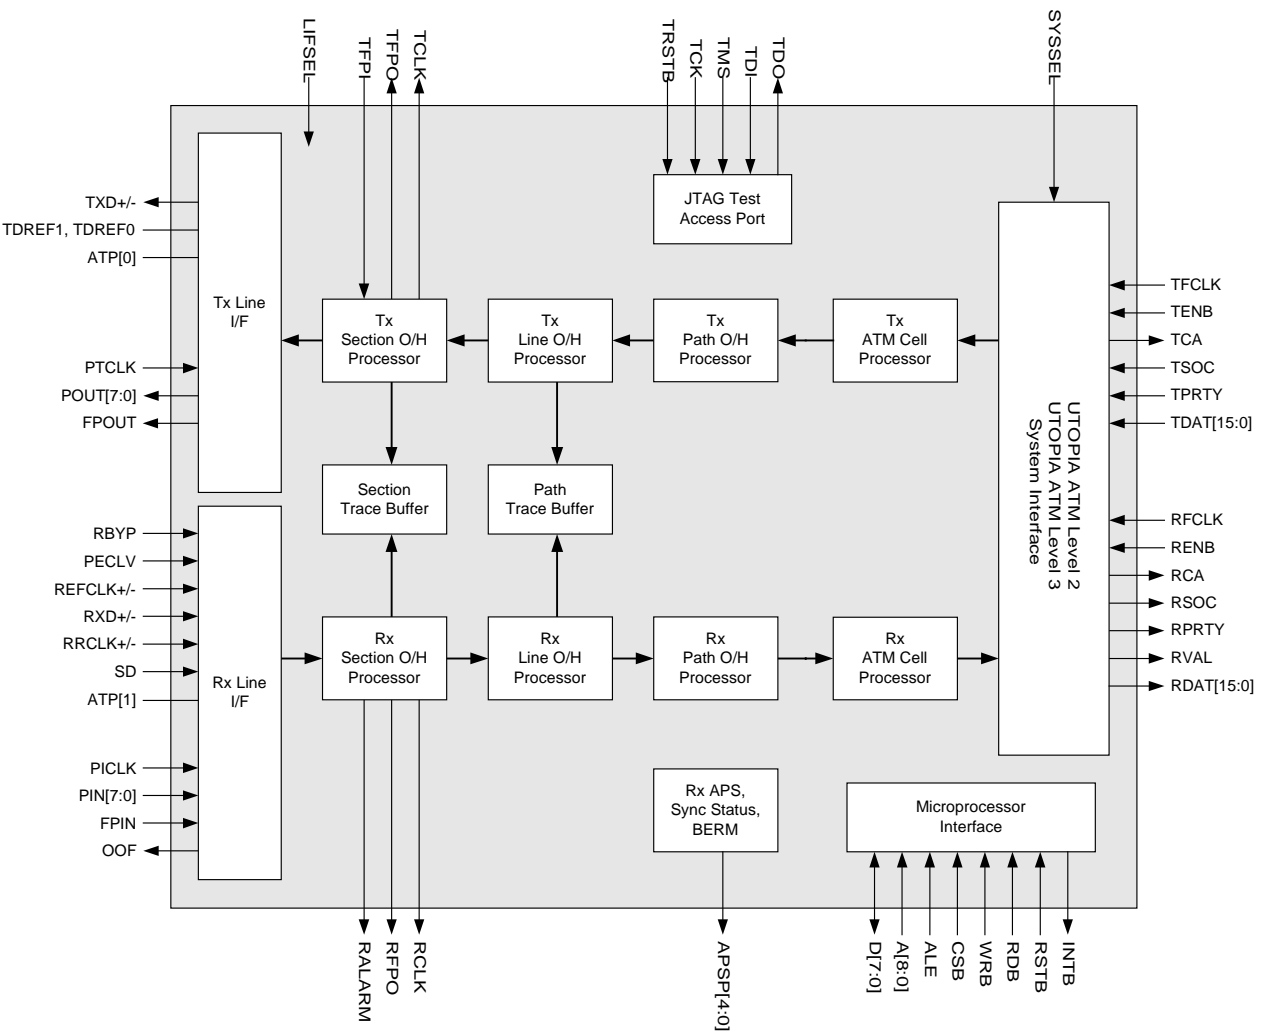 LIFSEL
TFPI
TFPO
TCLK
TRSTB
TCK
TMS
TDI
TDO
SYSSEL
JTAG Test
Access Port
TXD+/-
TDREF1, TDREF0
ATP[0]
PTCLK
POUT[7:0]
FPOUT
Tx Line
I/F
Tx
Section O/H
Processor
Tx
Line O/H
Processor
Tx
Path O/H
Processor
Tx
ATM Cell
Processor
UTOPIA ATM Level 2
UTOPIA ATM Level 3
System Interface
TFCLK
TENB
TCA
TSOC
TPRTY
TDAT[15:0]
Section
Trace Buffer
Path
Trace Buffer
RBYP
PECLV
REFCLK+/-
RXD+/-
RRCLK+/-
SD
ATP[1]
PICLK
PIN[7:0]
FPIN
OOF
Rx Line
I/F
Rx
Section O/H
Processor
Rx
Line O/H
Processor
Rx
Path O/H
Processor
Rx
ATM Cell
Processor
RFCLK
RENB
RCA
RSOC
RPRTY
RVAL
RDAT[15:0]
Rx APS,
Sync Status,
BERM
Microprocessor
Interface
RALARM
RFPO
RCLK
APSP[4:0]
D[7:0]
A[8:0]
ALE
CSB
WRB
RDB
RSTB
INTB